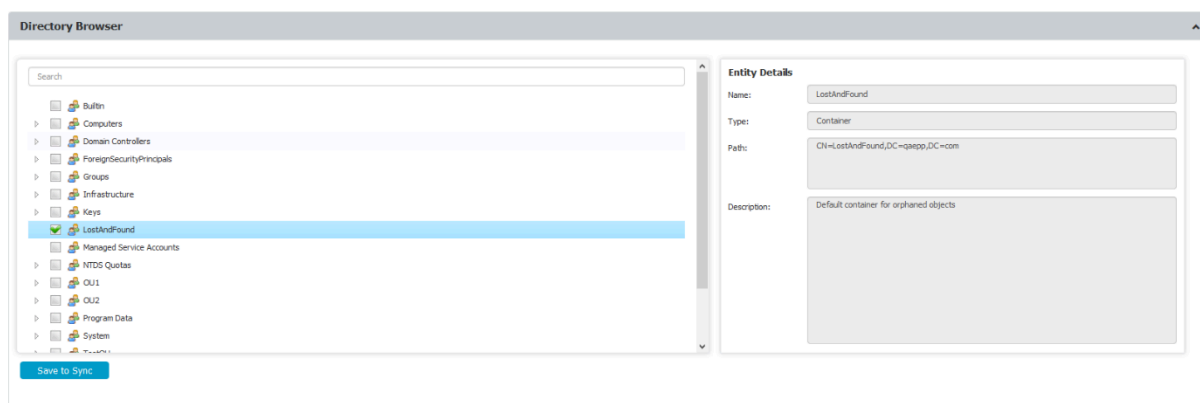 Directory Browser
Search
Builtin
Computers
Domain Controllers
ForeignSecurityPrincipals
Groups
Infrastructure
Keys
LostAndFound
Managed Service Accounts
NTDS Quotas
OU1
OU2
Program Data
System
TestOU
Save to Sync
Entity Details
Name:
LostAndFound
Type:
Container
Path:
CN=LostAndFound,DC=qaepp,DC=com
Description:
Default container for orphaned objects